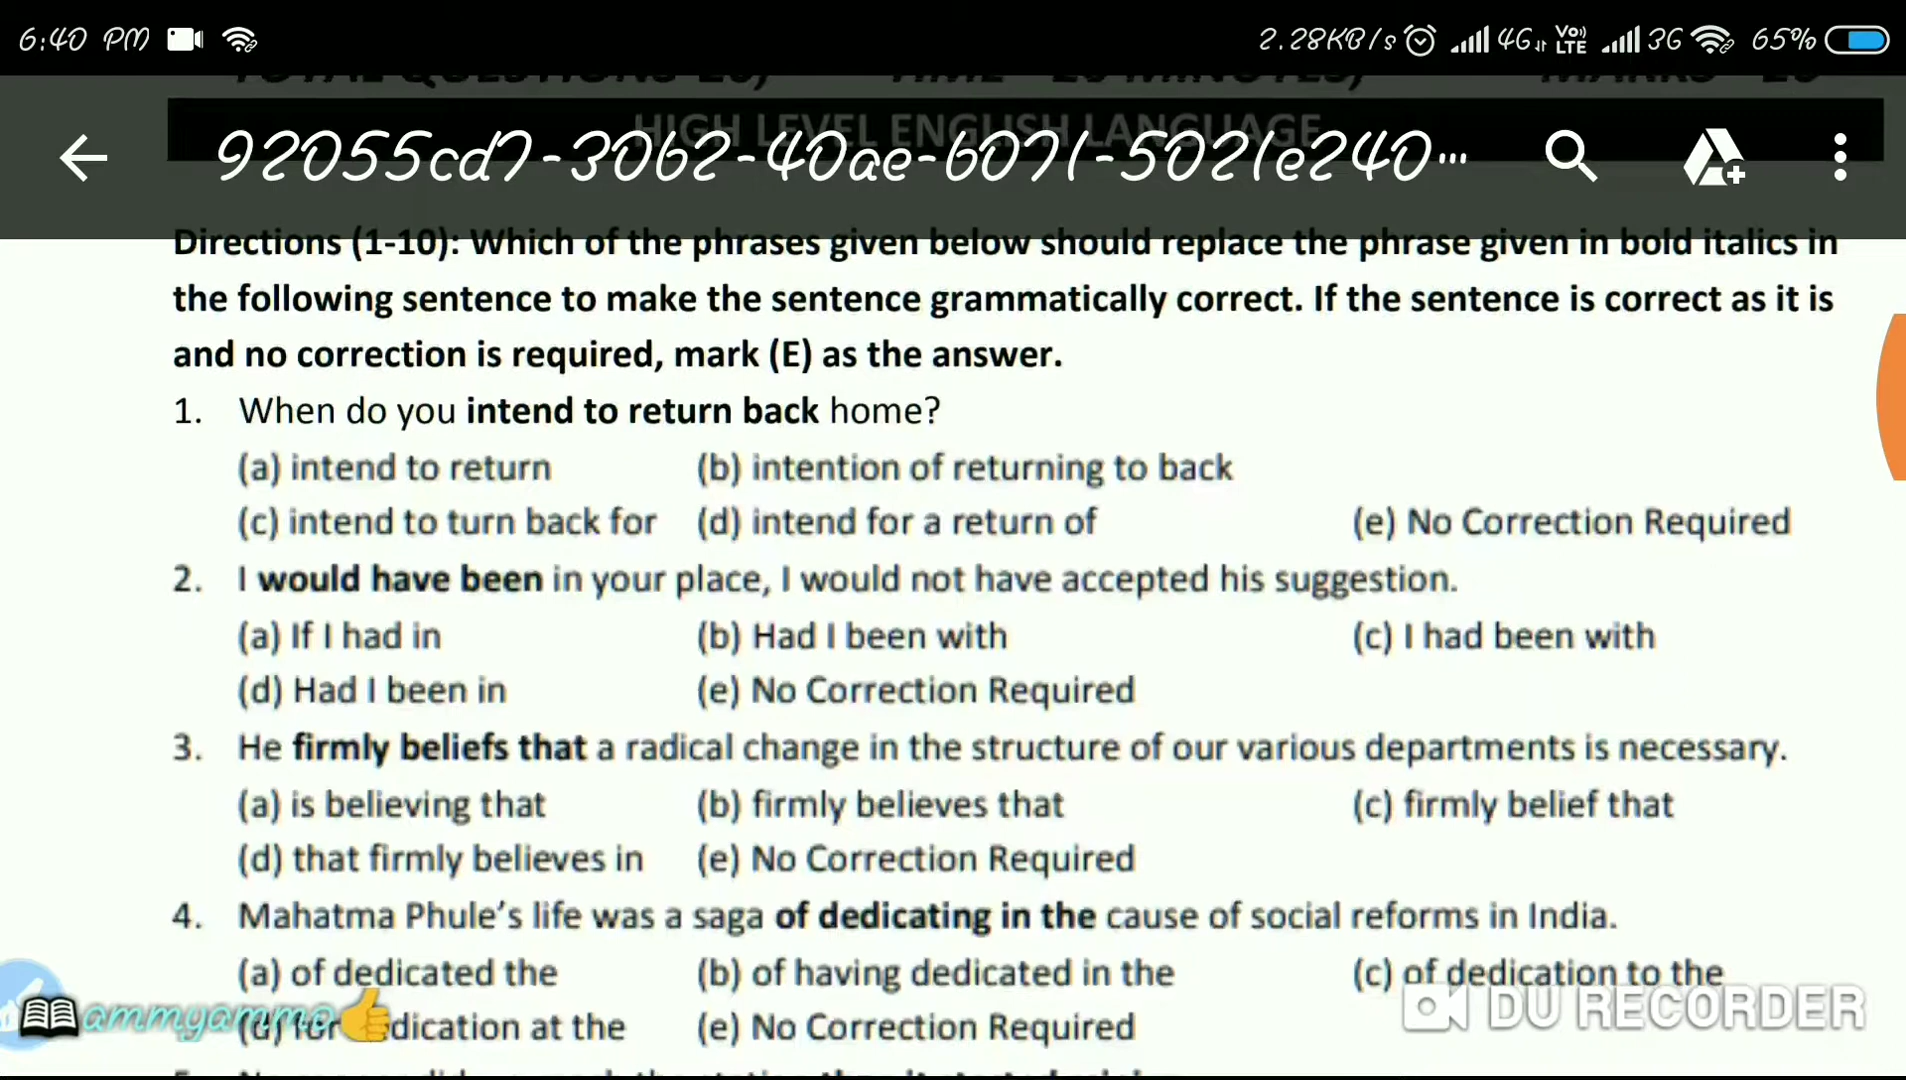 6:40 PM 2.28KB/s 4G VoLTE 3G 65%
HIGH LEVEL ENGLISH LANGUAGE
92055cd7-3062-40ae-b071-5021e240...
Directions (1-10): Which of the phrases given below should replace the phrase given in bold italics in
the following sentence to make the sentence grammatically correct. If the sentence is correct as it is
and no correction is required, mark (E) as the answer.
1. When do you intend to return back home?
(a) intend to return (b) intention of returning to back
(c) intend to turn back for (d) intend for a return of (e) No Correction Required
2. I would have been in your place, I would not have accepted his suggestion.
(a) If I had in (b) Had I been with (c) I had been with
(d) Had I been in (e) No Correction Required
3. He firmly beliefs that a radical change in the structure of our various departments is necessary.
(a) is believing that (b) firmly believes that (c) firmly belief that
(d) that firmly believes in (e) No Correction Required
4. Mahatma Phule's life was a saga of dedicating in the cause of social reforms in India.
(a) of dedicated the (b) of having dedicated in the (c) of dedication to the
(d) for dedication at the (e) No Correction Required
ammyammo
DU RECORDER